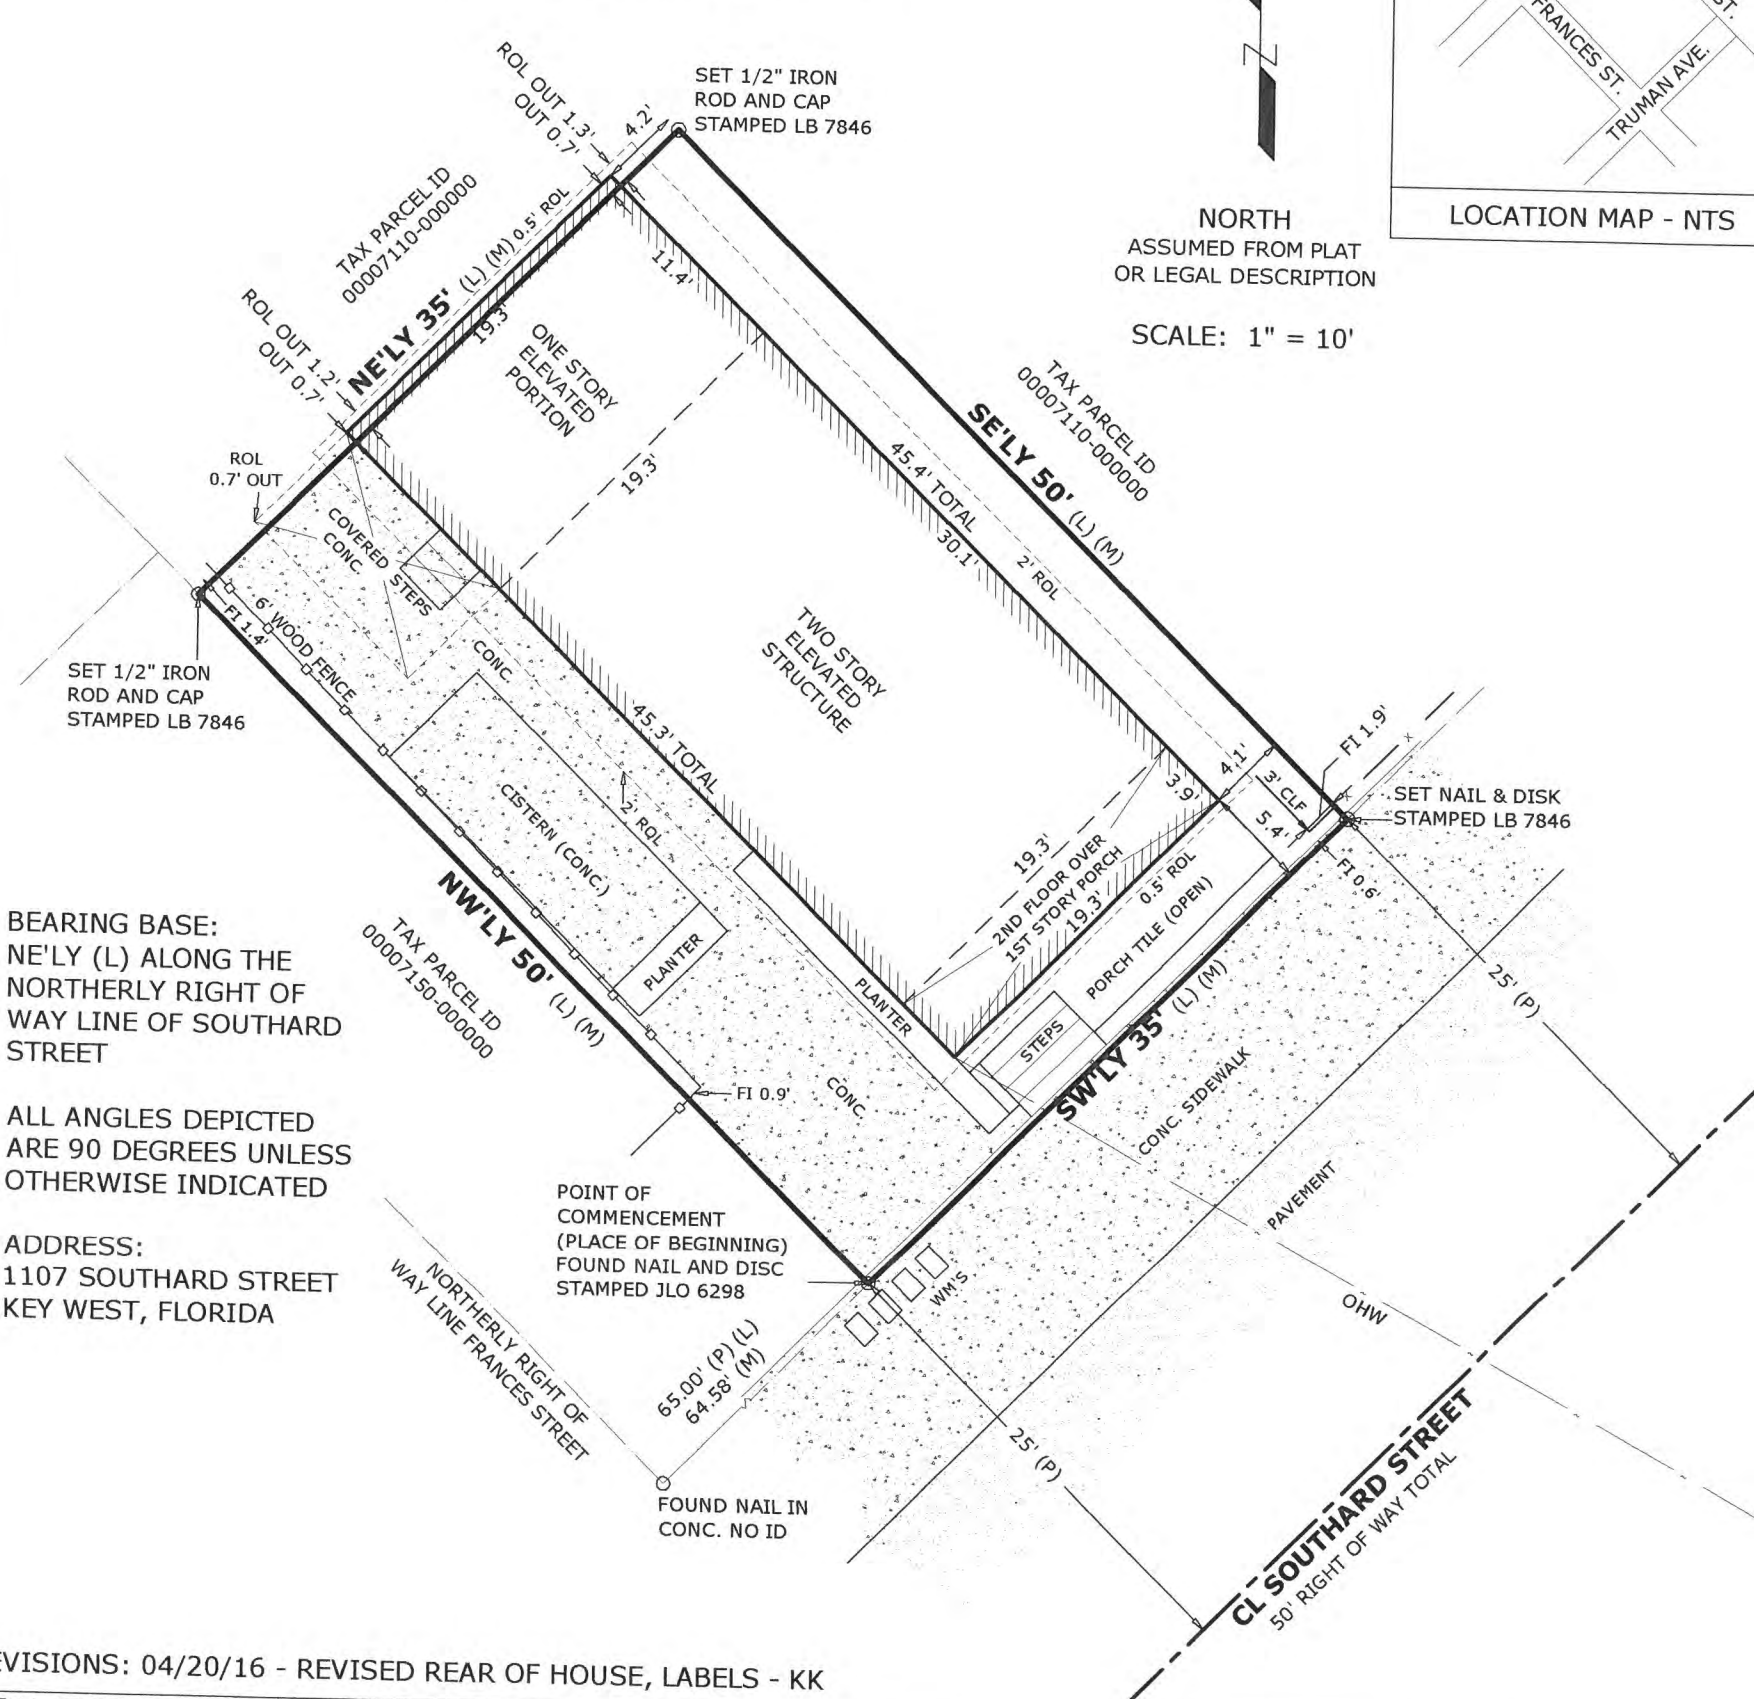 SET 1/2" IRON
ROD AND CAP
STAMPED LB 7846
ROL OUT 1.3'
OUT 0.7'
4.2'
TAX PARCEL ID
00007110-000000
NE'LY 35' (L) (M) 0.5' ROL
19.3'
ROL OUT 1.2'
OUT 0.7'
ROL
0.7' OUT
ONE STORY
ELEVATED
PORTION
11.4'
19.3'
45.4' TOTAL
30.1'
2' ROL
SE'LY 50' (L) (M)
TAX PARCEL ID
00007110-000000
N
NORTH
ASSUMED FROM PLAT
OR LEGAL DESCRIPTION
SCALE: 1" = 10'
FRANCES ST.
ST.
TRUMAN AVE.
LOCATION MAP - NTS
COVERED
CONC.
STEPS
6' WOOD FENCE
FI 1.4'
SET 1/2" IRON
ROD AND CAP
STAMPED LB 7846
CONC.
45.3' TOTAL
TWO STORY
ELEVATED
STRUCTURE
CISTERN (CONC.)
2' ROL
PLANTER
NW'LY 50' (L) (M)
TAX PARCEL ID
00007150-000000
PLANTER
19.3'
2ND FLOOR OVER
1ST STORY PORCH
19.3'
3.9'
4.1'
0.5' ROL
3' CLF
5.4'
FI 1.9'
x
x
SET NAIL & DISK
STAMPED LB 7846
FI 0.6'
PORCH TILE (OPEN)
STEPS
SW'LY 35' (L) (M)
CONC. SIDEWALK
PAVEMENT
25' (P)
OHW
FI 0.9'
CONC.
BEARING BASE:
NE'LY (L) ALONG THE
NORTHERLY RIGHT OF
WAY LINE OF SOUTHARD
STREET
ALL ANGLES DEPICTED
ARE 90 DEGREES UNLESS
OTHERWISE INDICATED
ADDRESS:
1107 SOUTHARD STREET
KEY WEST, FLORIDA
POINT OF
COMMENCEMENT
(PLACE OF BEGINNING)
FOUND NAIL AND DISC
STAMPED JLO 6298
WM'S
NORTHERLY RIGHT OF
WAY LINE FRANCES STREET
65.00' (P) (L)
64.58' (M)
FOUND NAIL IN
CONC. NO ID
25' (P)
CL SOUTHARD STREET
50' RIGHT OF WAY TOTAL
EVISIONS: 04/20/16 - REVISED REAR OF HOUSE, LABELS - KK